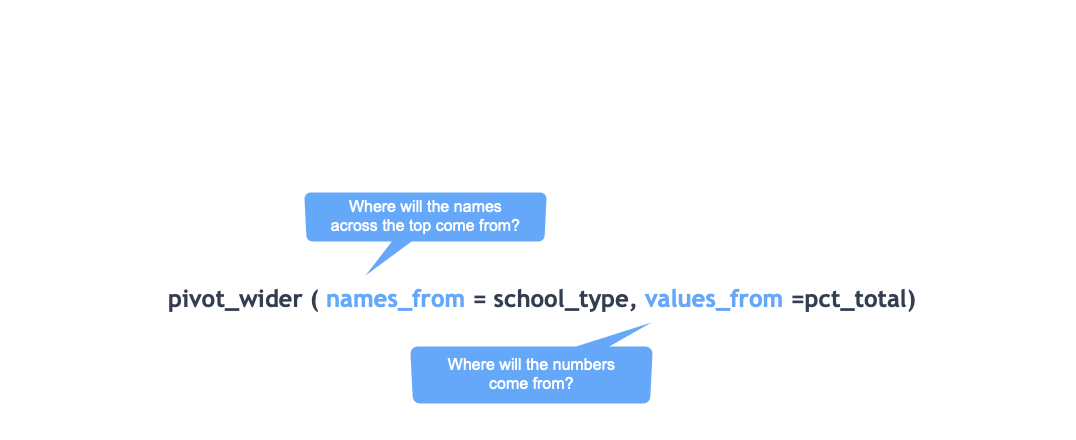 Where will the names
across the top come from?
pivot_wider ( names_from = school_type, values_from =pct_total)
Where will the numbers
come from?